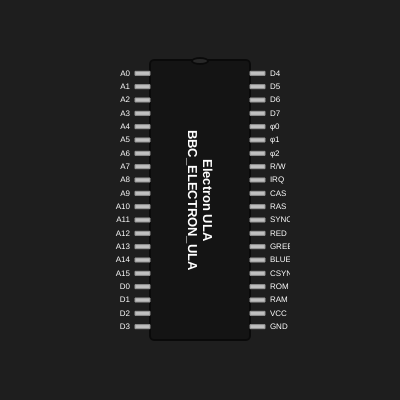 A0
A1
A2
A3
A4
A5
A6
A7
A8
A9
A10
A11
A12
A13
A14
A15
D0
D1
D2
D3
Electron ULA
BBC_ELECTRON_ULA
D4
D5
D6
D7
φ0
φ1
φ2
R/W
IRQ
CAS
RAS
SYNC
RED
GREE
BLUE
CSYN
ROM
RAM
VCC
GND